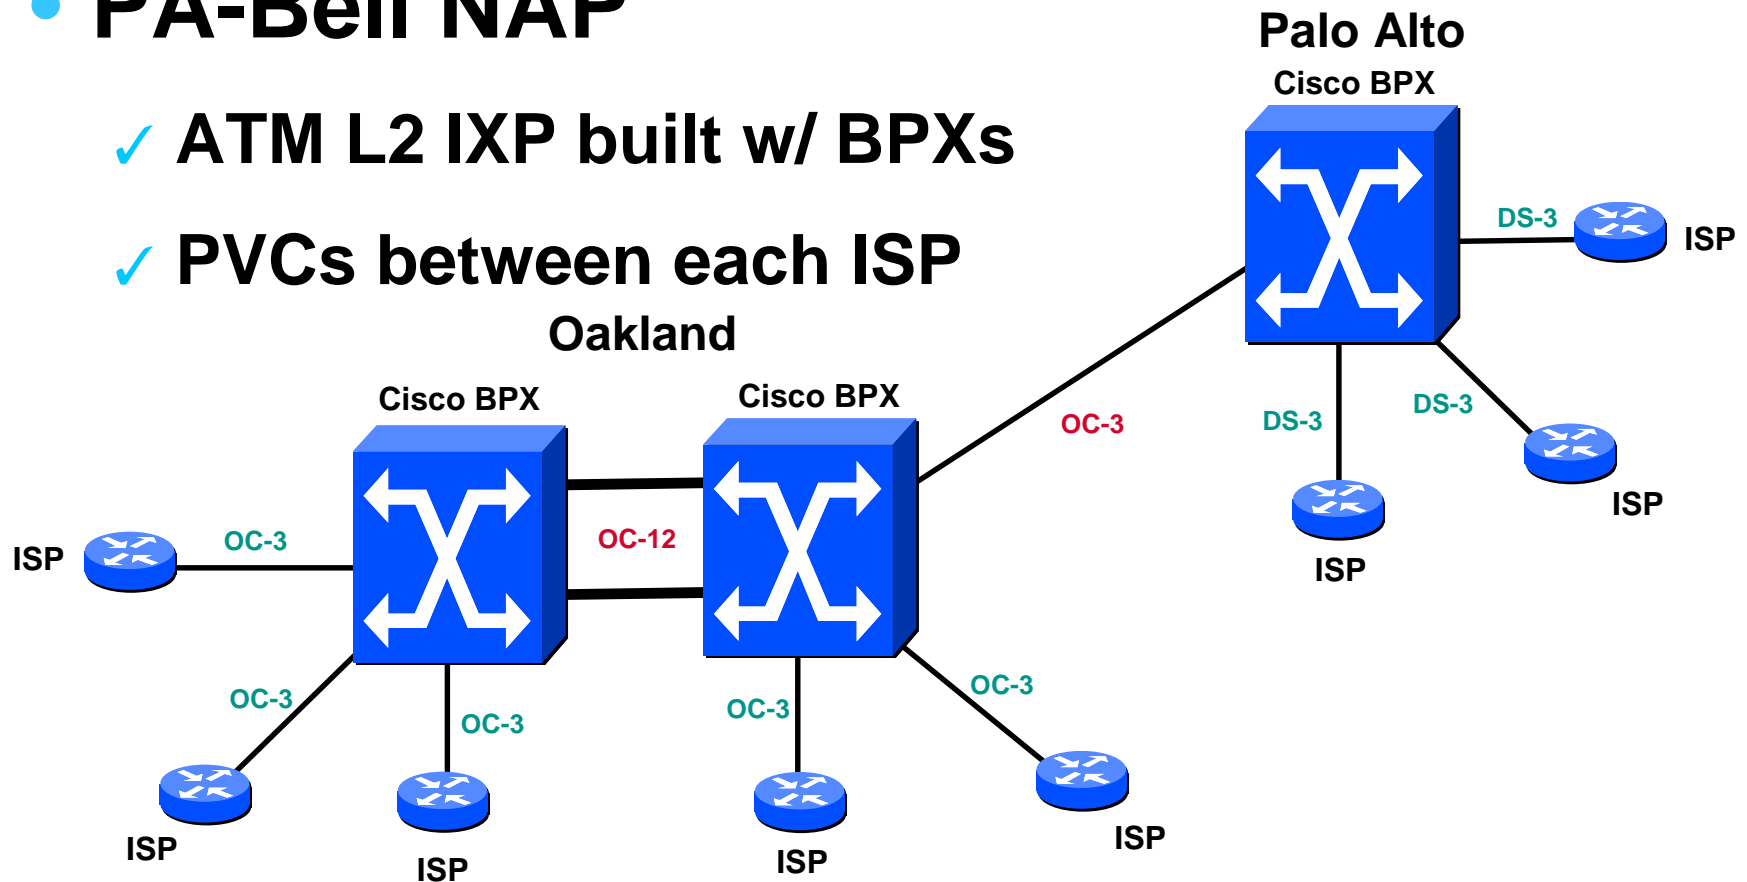 PA-Bell NAP
✓ ATM L2 IXP built w/ BPXs
✓ PVCs between each ISP
Palo Alto
Cisco BPX
DS-3
ISP
DS-3
DS-3
ISP
ISP
OC-3
Oakland
Cisco BPX
Cisco BPX
OC-12
ISP
OC-3
OC-3
OC-3
OC-3
OC-3
ISP
ISP
ISP
ISP